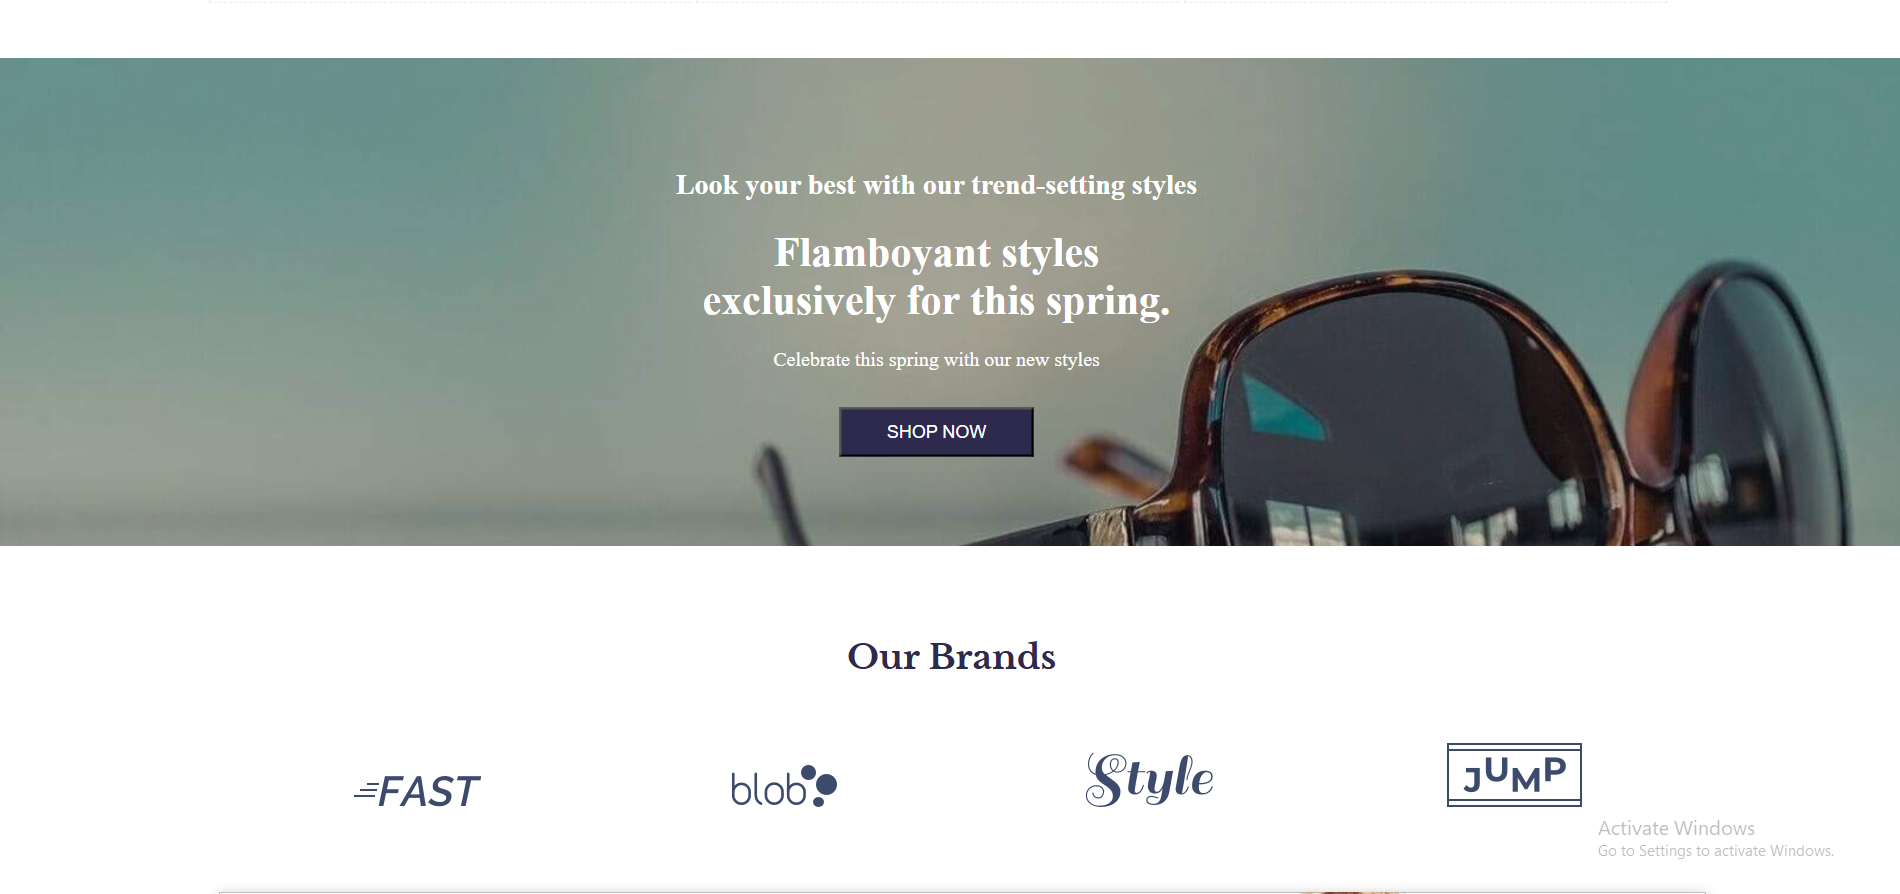 Look your best with our trend-setting styles
Flamboyant styles
exclusively for this spring.
Celebrate this spring with our new styles
SHOP NOW
Our Brands
FAST
blob
Style
JUMP
Activate Windows
Go to Settings to activate Windows.